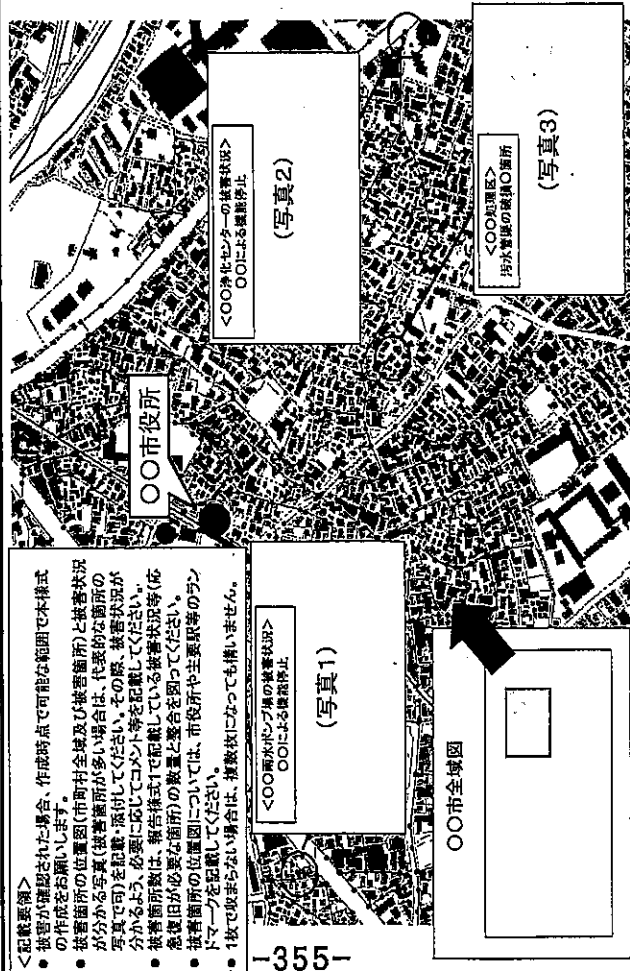 <記載要領>
● 被害が確認された場合、作成時点で可能な範囲で本様式
の作成をお願いします。
● 被害箇所の位置図(市町村全域及び被害箇所)と被害状況
が分かる写真(被害箇所が多い場合は、代表的な箇所の
写真で可)を記載・添付してください。その際、被害状況が
分かるよう、必要に応じてコメント等を記載してください。
● 被害箇所数は、報告様式1で記載している被害状況等(応
急復旧が必要な箇所)の数量と整合を図ってください。
● 被害箇所の位置図については、市役所や主要駅等のラン
ドマークを記載してください。
● 1枚で収まらない場合は、複数枚になっても構いません。
〇〇市役所
<〇〇浄化センターの被害状況>
〇〇による機能停止
(写真2)
<〇〇雨水ポンプ場の被害状況>
〇〇による機能停止
(写真1)
<〇〇処理区>
汚水管渠の破損〇箇所
(写真3)
〇〇市全域図
-355-